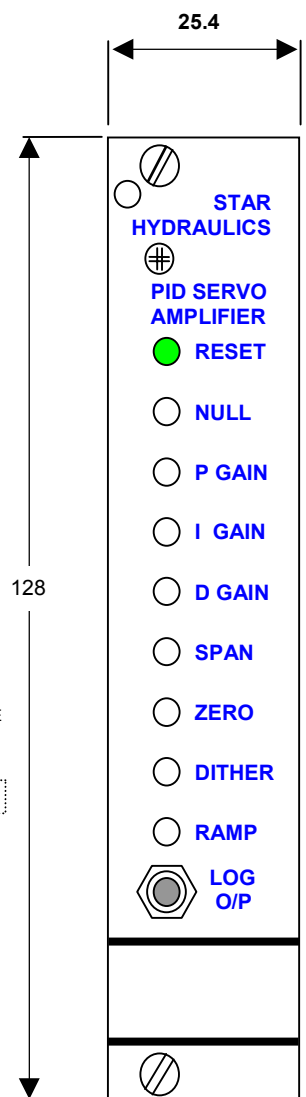 25.4
STAR
HYDRAULICS
PID SERVO
AMPLIFIER
RESET
NULL
P GAIN
I GAIN
D GAIN
128
SPAN
ZERO
DITHER
RAMP
LOG
O/P